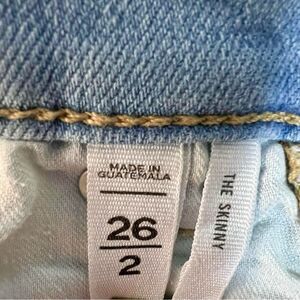 MADE IN
GUATEMALA
26
2
THE SKINNY